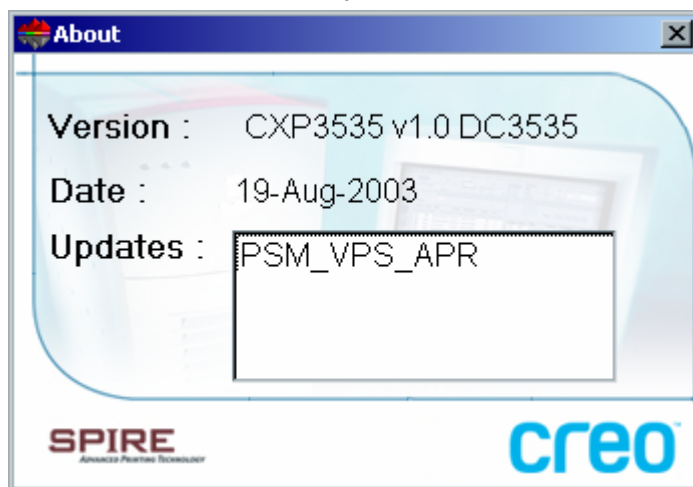 About
Version : CXP3535 v1.0 DC3535
Date : 19-Aug-2003
Updates : PSM_VPS_APR
SPIRE
ADVANCED PRINTING TECHNOLOGY
creo